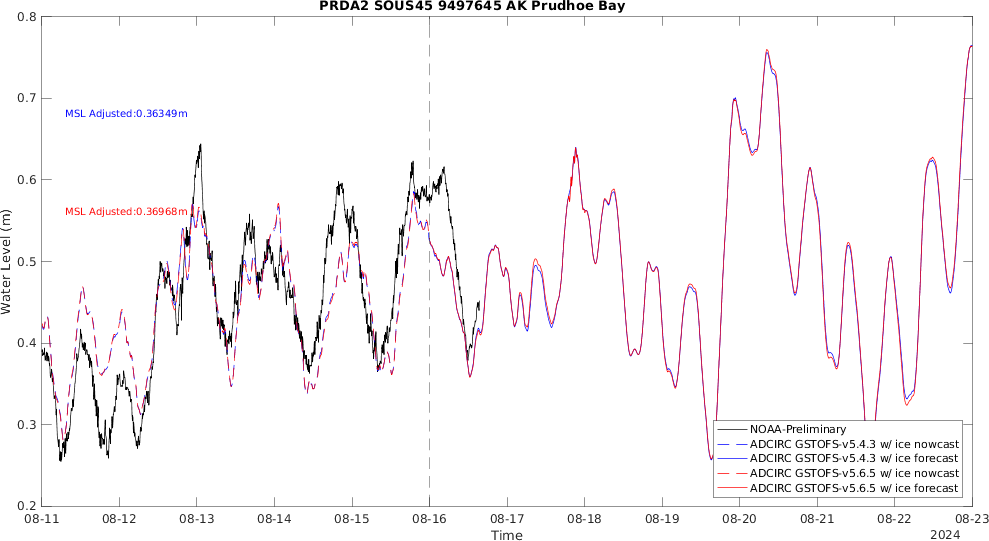 PRDA2 SOUS45 9497645 AK Prudhoe Bay
0.8
0.7
0.6
0.5
0.4
0.3
0.2
Water Level (m)
MSL Adjusted:0.36349m
MSL Adjusted:0.36968m
NOAA-Preliminary
ADCIRC GSTOFS-v5.4.3 w/ ice nowcast
ADCIRC GSTOFS-v5.4.3 w/ ice forecast
ADCIRC GSTOFS-v5.6.5 w/ ice nowcast
ADCIRC GSTOFS-v5.6.5 w/ ice forecast
08-11 08-12 08-13 08-14 08-15 08-16 08-17 08-18 08-19 08-20 08-21 08-22 08-23
Time
2024